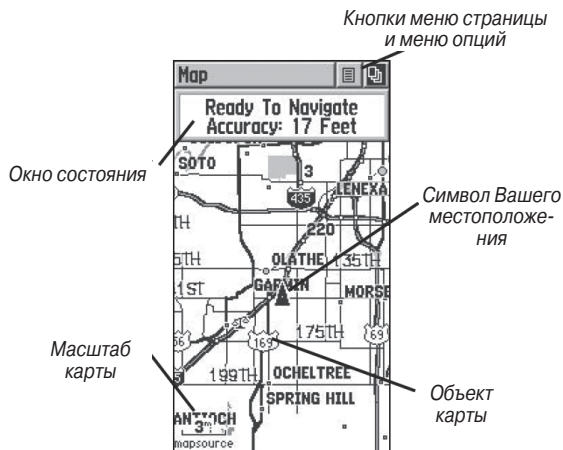 Кнопки меню страницы
и меню опций
Map
Ready To Navigate
Accuracy: 17 Feet
Окно состояния
SOTO
3
435
LENEXA
Символ Вашего
местоположе-
ния
220
TH
OLATHE
135TH
5TH
GARMIN
1ST
MORSE
175TH
69
169
Масштаб
карты
199TH
OCHELTREE
Объект
карты
SPRING HILL
ANTIOCH
3
mapsource